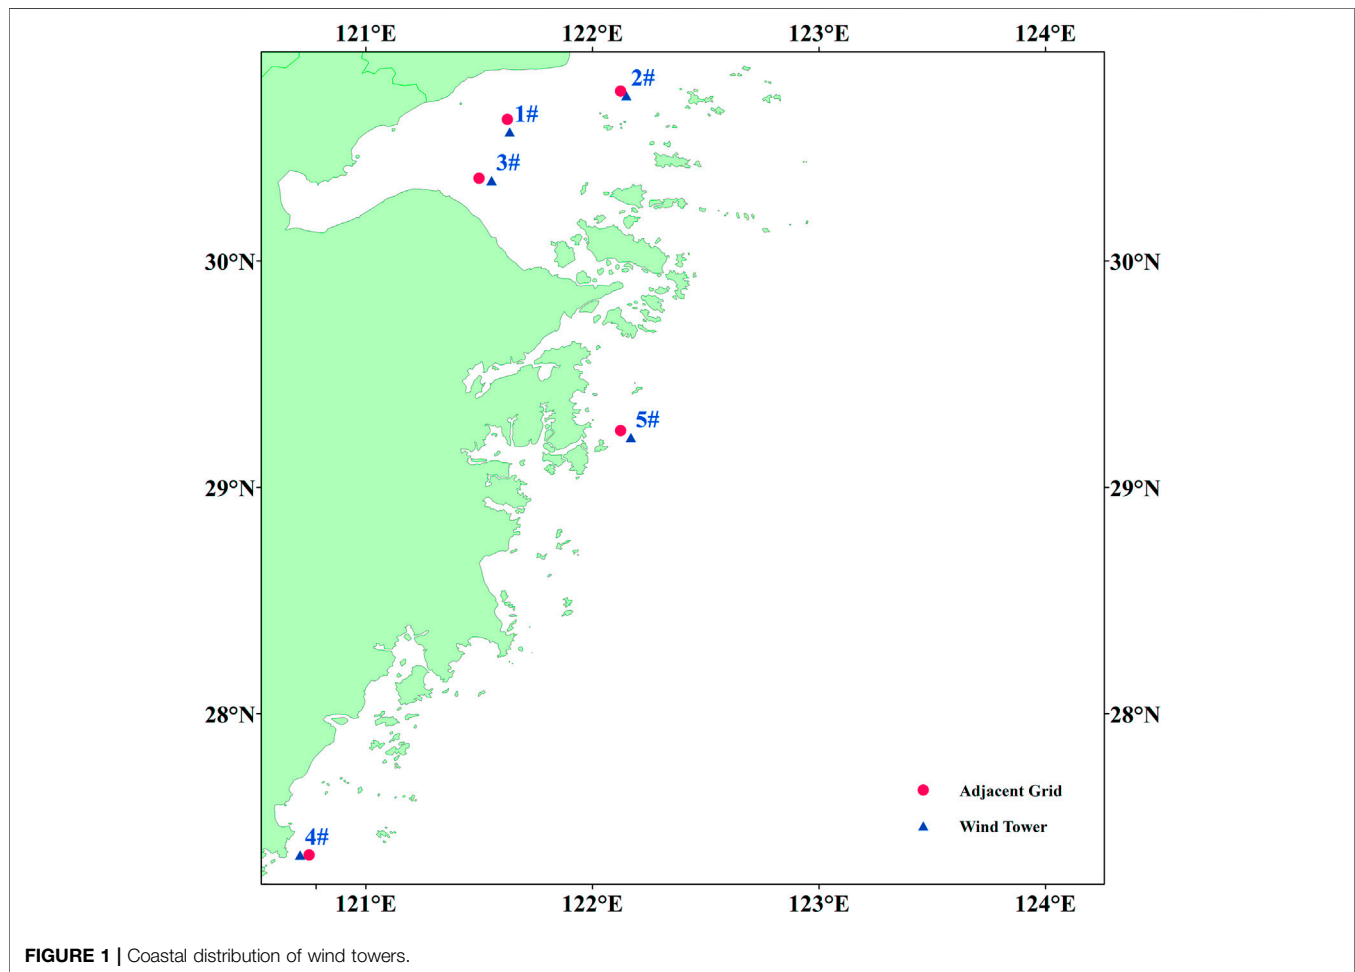 121°E 122°E 123°E 124°E
2#
1#
3#
30°N 30°N
5#
29°N 29°N
28°N 28°N
Adjacent Grid
Wind Tower
4#
121°E 122°E 123°E 124°E
FIGURE 1 | Coastal distribution of wind towers.